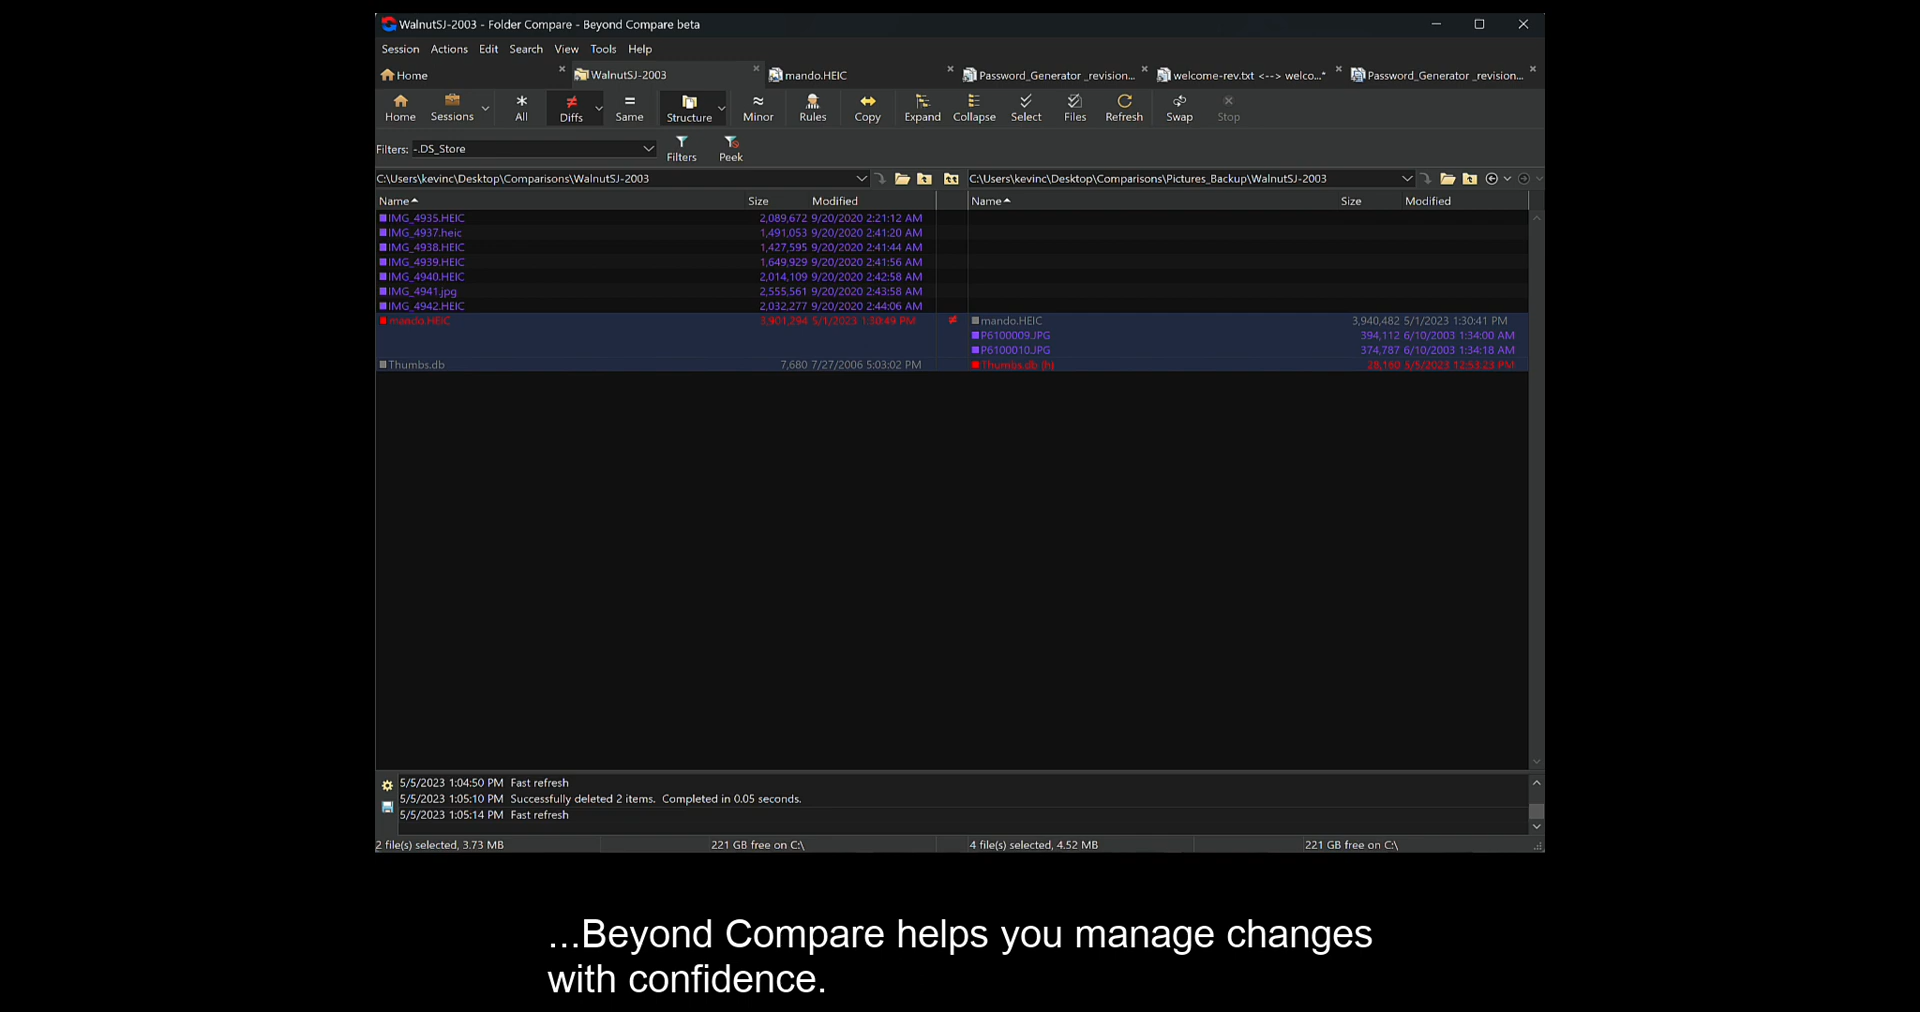 WalnutSJ-2003 - Folder Compare - Beyond Compare beta
Session Actions Edit Search View Tools Help
Home WalnutSJ-2003 mando.HEIC Password_Generator _revision... welcome-rev.txt <--> welco...* Password_Generator _revision...
Home Sessions All Diffs Same Structure Minor Rules Copy Expand Collapse Select Files Refresh Swap Stop
Filters: -.DS_Store Filters Peek
C:\Users\kevinc\Desktop\Comparisons\WalnutSJ-2003 C:\Users\kevinc\Desktop\Comparisons\Pictures_Backup\WalnutSJ-2003
Name Size Modified Name Size Modified
IMG_4935.HEIC 2,089,672 9/20/2020 2:21:12 AM
IMG_4937.heic 1,491,053 9/20/2020 2:41:20 AM
IMG_4938.HEIC 1,427,595 9/20/2020 2:41:44 AM
IMG_4939.HEIC 1,649,929 9/20/2020 2:41:56 AM
IMG_4940.HEIC 2,014,109 9/20/2020 2:42:58 AM
IMG_4941.jpg 2,555,561 9/20/2020 2:43:58 AM
IMG_4942.HEIC 2,032,277 9/20/2020 2:44:06 AM
mando.HEIC 3,901,294 5/1/2023 1:30:49 PM ≠ mando.HEIC 3,940,482 5/1/2023 1:30:41 PM
P6100009.JPG 394,112 6/10/2003 1:34:00 AM
P6100010.JPG 374,787 6/10/2003 1:34:18 AM
Thumbs.db 7,680 7/27/2006 5:03:02 PM Thumbs.db (h) 28,160 5/5/2023 12:53:23 PM
5/5/2023 1:04:50 PM Fast refresh
5/5/2023 1:05:10 PM Successfully deleted 2 items. Completed in 0.05 seconds.
5/5/2023 1:05:14 PM Fast refresh
2 file(s) selected, 3.73 MB 221 GB free on C:\ 4 file(s) selected, 4.52 MB 221 GB free on C:\
...Beyond Compare helps you manage changes
with confidence.